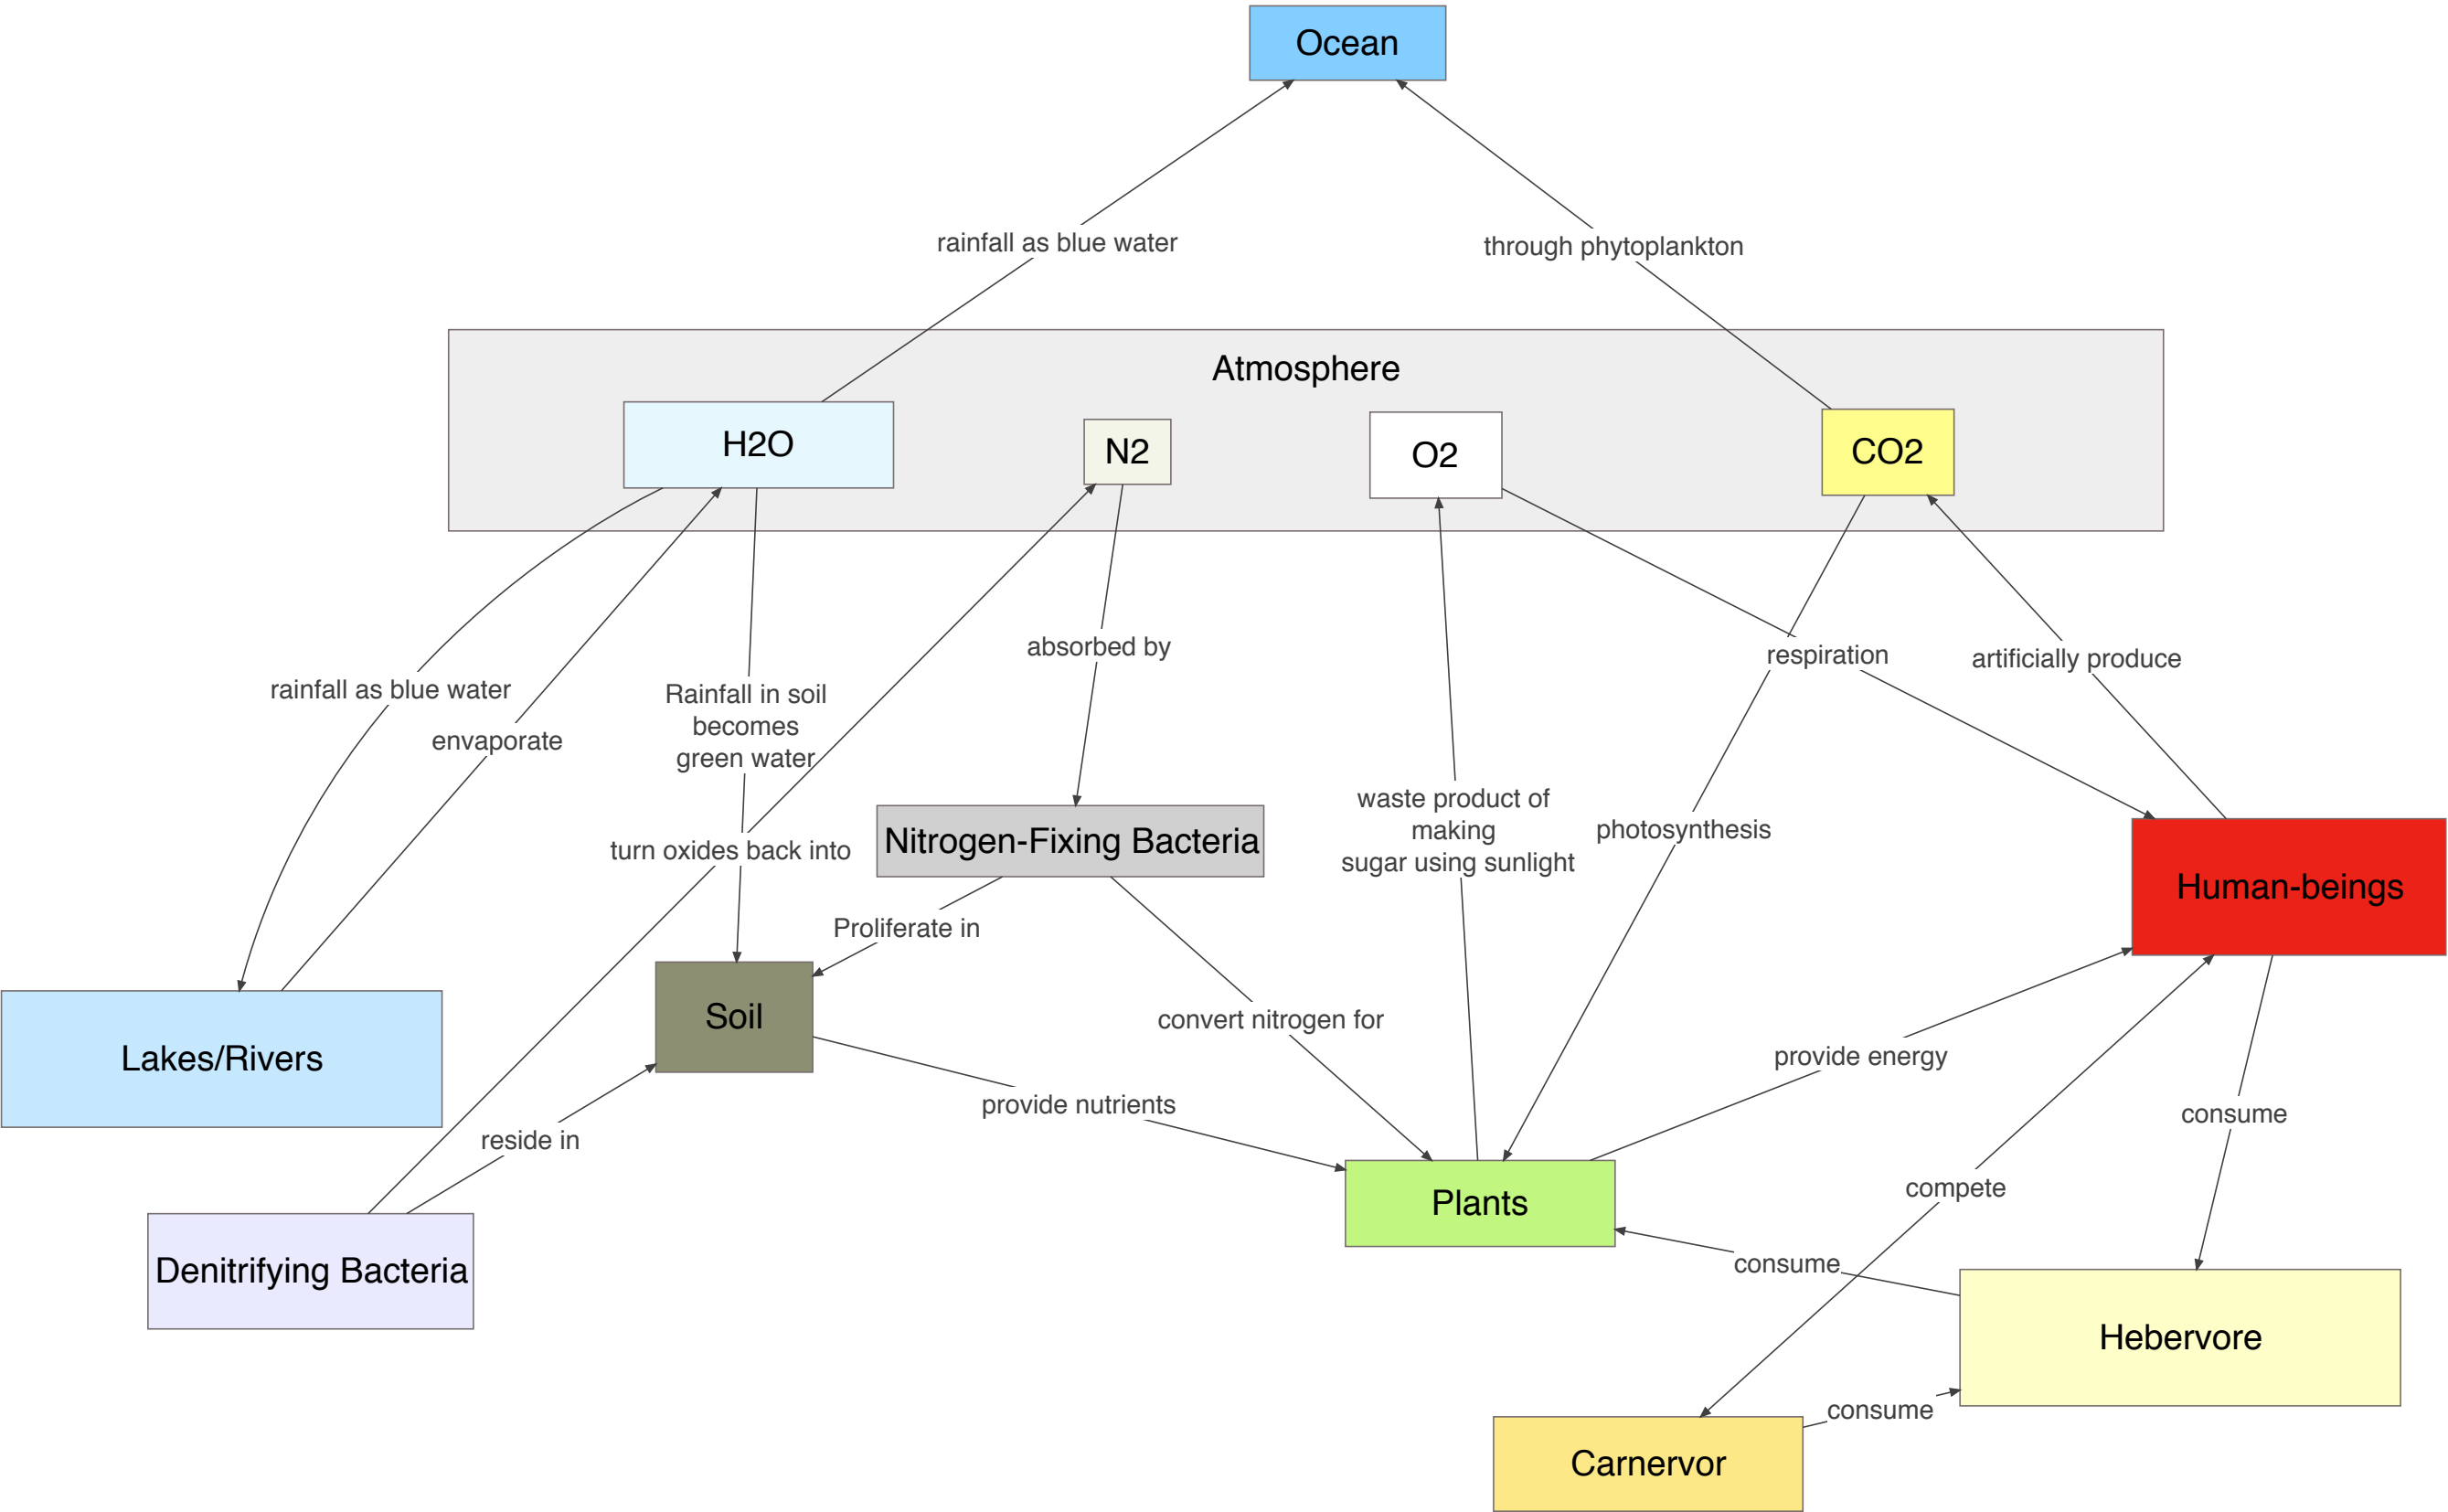 Ocean
rainfall as blue water
through phytoplankton
Atmosphere
H2O
N2
O2
CO2
absorbed by
respiration
artificially produce
rainfall as blue water
Rainfall in soil
becomes
green water
envaporate
waste product of
making
sugar using sunlight
photosynthesis
turn oxides back into
Nitrogen-Fixing Bacteria
Human-beings
Proliferate in
Soil
convert nitrogen for
Lakes/Rivers
provide energy
provide nutrients
consume
reside in
compete
Plants
Denitrifying Bacteria
consume
Hebervore
consume
Carnervor